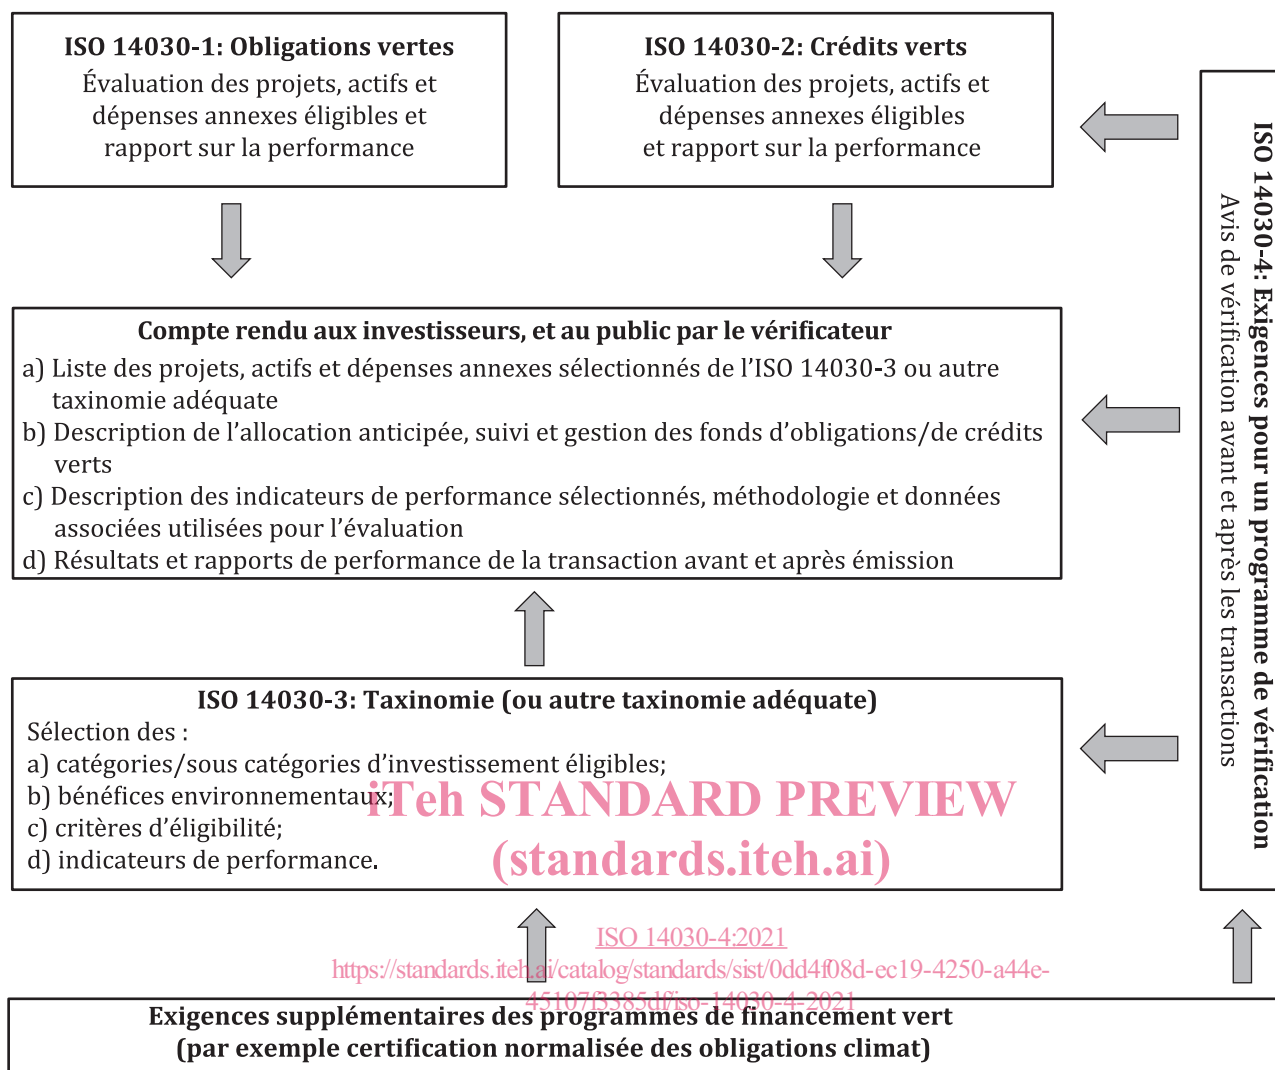 ISO 14030-1: Obligations vertes
Évaluation des projets, actifs et
dépenses annexes éligibles et
rapport sur la performance
ISO 14030-2: Crédits verts
Évaluation des projets, actifs et
dépenses annexes éligibles
et rapport sur la performance
ISO 14030-4: Exigences pour un programme de vérification
Avis de vérification avant et après les transactions
Compte rendu aux investisseurs, et au public par le vérificateur
a) Liste des projets, actifs et dépenses annexes sélectionnés de l’ISO 14030-3 ou autre
taxinomie adéquate
b) Description de l’allocation anticipée, suivi et gestion des fonds d’obligations/de crédits
verts
c) Description des indicateurs de performance sélectionnés, méthodologie et données
associées utilisées pour l’évaluation
d) Résultats et rapports de performance de la transaction avant et après émission
ISO 14030-3: Taxinomie (ou autre taxinomie adéquate)
Sélection des :
a) catégories/sous catégories d’investissement éligibles;
b) bénéfices environnementaux;
c) critères d’éligibilité;
d) indicateurs de performance.
iTeh STANDARD PREVIEW
(standards.iteh.ai)
ISO 14030-4:2021
https://standards.iteh.ai/catalog/standards/sist/0dd4f08d-ec19-4250-a44e-
45107f3385df/iso-14030-4-2021
Exigences supplémentaires des programmes de financement vert
(par exemple certification normalisée des obligations climat)